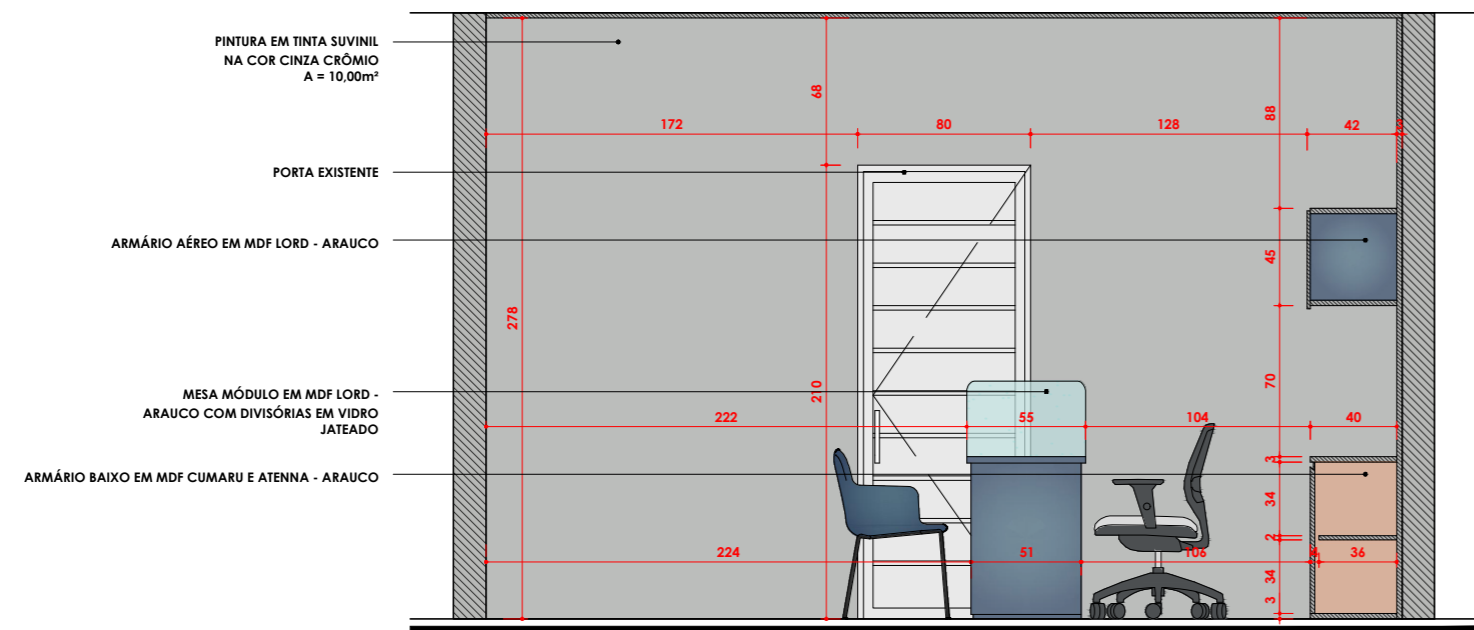 PINTURA EM TINTA SUVINIL
NA COR CINZA CRÔMIO
A = 10,00m²
68
88
172
80
128
42
PORTA EXISTENTE
ARMÁRIO AÉREO EM MDF LORD - ARAUCO
45
278
210
70
MESA MÓDULO EM MDF LORD -
ARAUCO COM DIVISÓRIAS EM VIDRO
JATEADO
222
55
104
40
3
ARMÁRIO BAIXO EM MDF CUMARU E ATENNA - ARAUCO
34
2
224
51
106
36
34
3